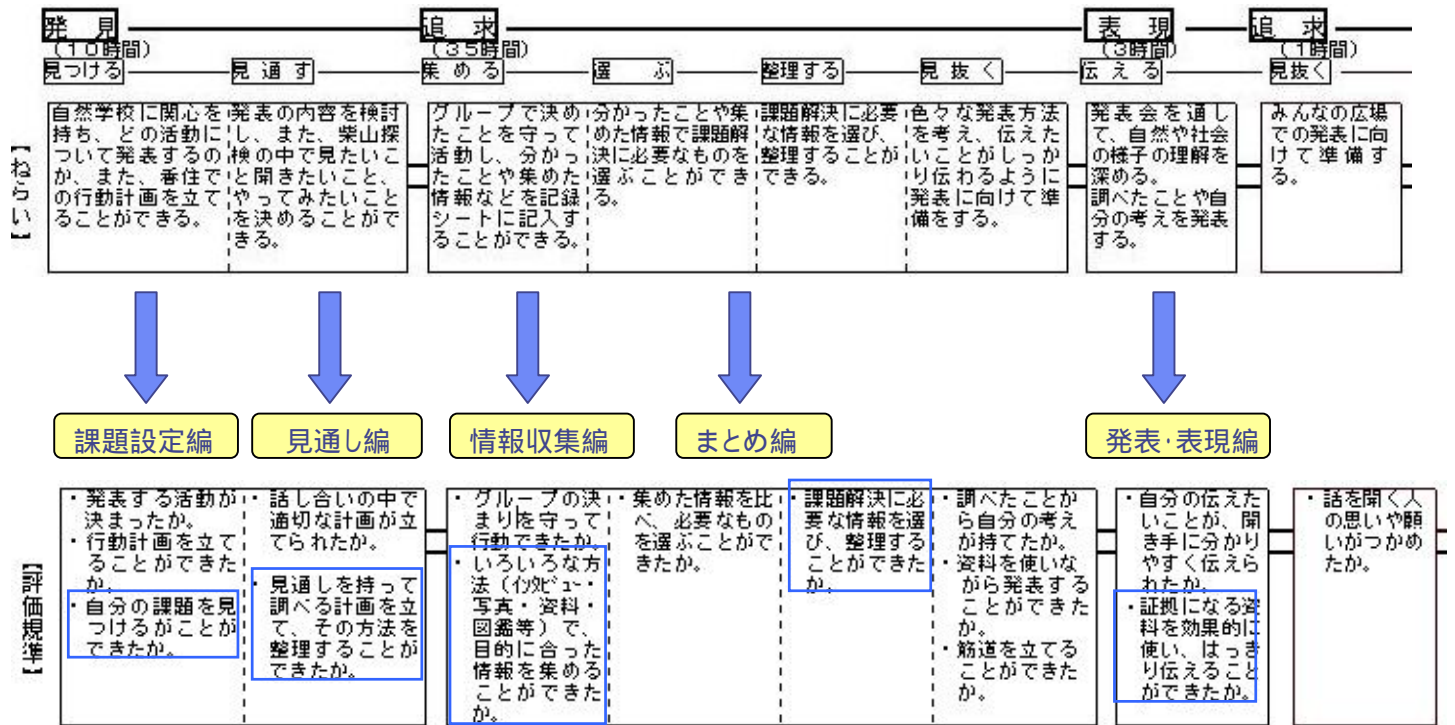 発見
(10時間)
追求
(35時間)
表現
(3時間)
追求
(1時間)
見つける
見通す
集める
選ぶ
整理する
見抜く
伝える
見抜く
【ねらい】
自然学校に関心を
持ち、どの活動に
ついて発表するの
か、また、香住で
の行動計画を立て
ることができる。
発表の内容を検討
し、また、柴山探
検の中で見たいこ
と聞きたいこと、
やってみたいこと
を決めることがで
きる。
グループで決め
たことを守って
活動し、分かっ
たことや集めた
情報などを記録
シートに記入す
ることができる。
分かったことや集
めた情報で課題解
決に必要なものを
選ぶことができ
る。
課題解決に必要
な情報を選び、
整理することが
できる。
色々な発表方法
を考え、伝えた
いことがしっか
り伝わるように
発表に向けて準
備をする。
発表会を通し
て、自然や社会
の様子の理解を
深める。
調べたことや自
分の考えを発表
する。
みんなの広場
での発表に向
けて準備す
る。
課題設定編
見通し編
情報収集編
まとめ編
発表・表現編
【評価規準】
・発表する活動が
決まったか。
・行動計画を立て
ることができた
か。
・自分の課題を見
つけるがことが
できたか。
・話し合いの中で
適切な計画が立
てられたか。
・見通しを持って
調べる計画を立
て、その方法を
整理することが
できたか。
・グループの決
まりを守って
行動できたか。
・いろいろな方
法(インタビュー・
写真・資料・
図鑑等)で、
目的に合った
情報を集める
ことができた
か。
・集めた情報を比
べ、必要なもの
を選ぶことがで
きたか。
・課題解決に必
要な情報を選
び、整理する
ことができた
か。
・調べたことか
ら自分の考え
が持てたか。
・資料を使いな
がら発表する
ことができた
か。
・筋道を立てる
ことができた
か。
・自分の伝えた
いことが、聞
き手に分かり
やすく伝えら
れたか。
・証拠になる資
料を効果的に
使い、はっき
り伝えること
ができたか。
・話を聞く人
の思いや願
いがつかめ
たか。